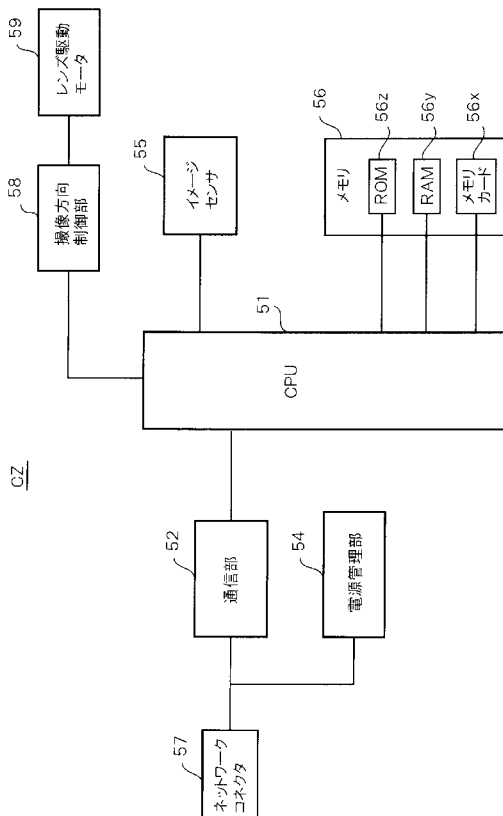 CZ
57
ネットワーク
コネクタ
52
通信部
54
電源管理部
51
CPU
58
撮像方向
制御部
59
レンズ駆動
モータ
55
イメージ
センサ
56
メモリ
56z
ROM
56y
RAM
56x
メモリ
カード